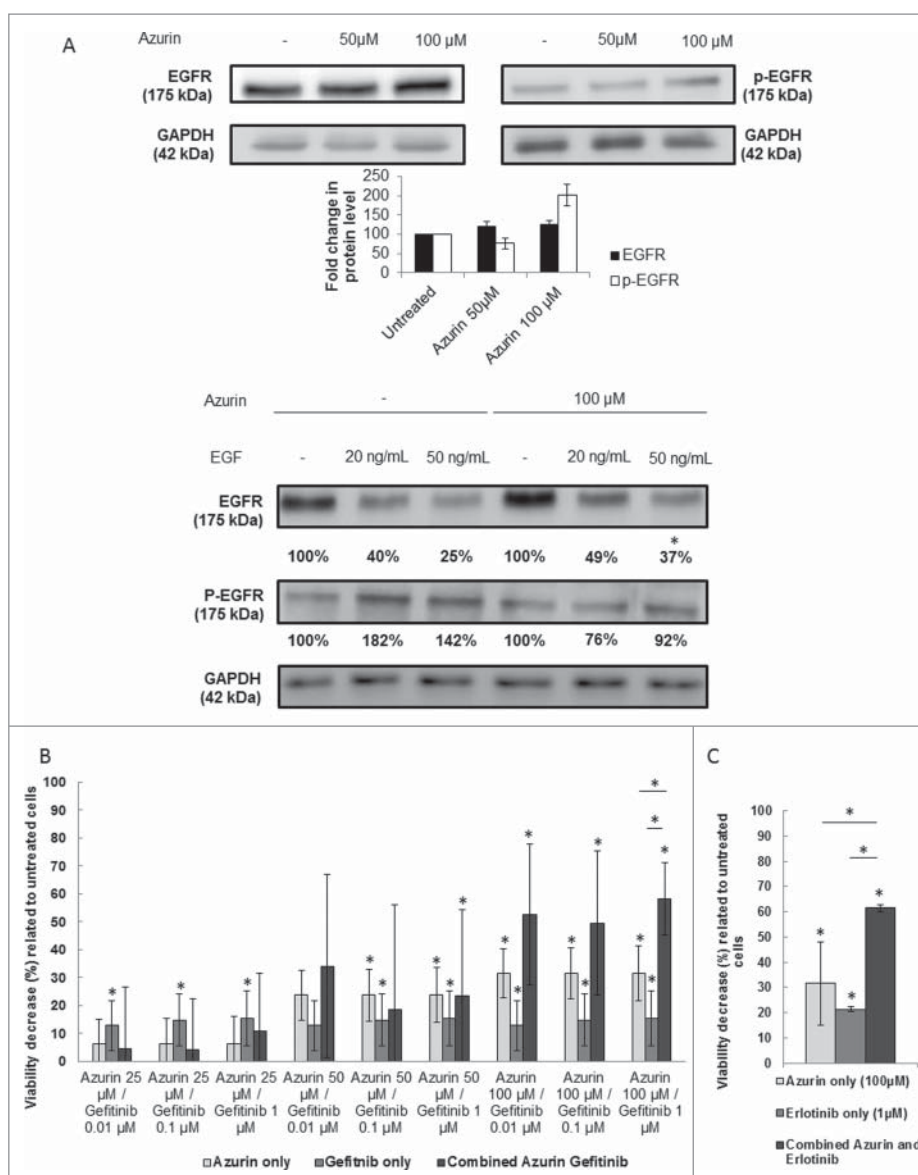 A
Azurin - 50µM 100 µM - 50µM 100 µM
EGFR
(175 kDa)
p-EGFR
(175 kDa)
GAPDH
(42 kDa)
GAPDH
(42 kDa)
Fold change in
protein level
250
200
150
100
50
0
Untreated
Azurin 50µM
Azurin 100 µM
EGFR
p-EGFR
Azurin - 100 µM
EGF - 20 ng/mL 50 ng/mL - 20 ng/mL 50 ng/mL
EGFR
(175 kDa)
*
100% 40% 25% 100% 49% 37%
P-EGFR
(175 kDa)
100% 182% 142% 100% 76% 92%
GAPDH
(42 kDa)
B
Viability decrease (%) related to untreated cells
100
90
80
70
60
50
40
30
20
10
0
* * * * * * * * * * * * * * * * * * *
Azurin 25 µM / Gefitinib 0.01 µM
Azurin 25 µM / Gefitinib 0.1 µM
Azurin 25 µM / Gefitinib 1 µM
Azurin 50 µM / Gefitinib 0.01 µM
Azurin 50 µM / Gefitinib 0.1 µM
Azurin 50 µM / Gefitinib 1 µM
Azurin 100 µM / Gefitinib 0.01 µM
Azurin 100 µM / Gefitinib 0.1 µM
Azurin 100 µM / Gefitinib 1 µM
Azurin only Gefitnib only Combined Azurin Gefitinib
C
Viability decrease (%) related to untreated
cells
100
90
80
70
60
50
40
30
20
10
0
* * * * *
Azurin only (100µM)
Erlotinib only (1µM)
Combined Azurin and
Erlotinib